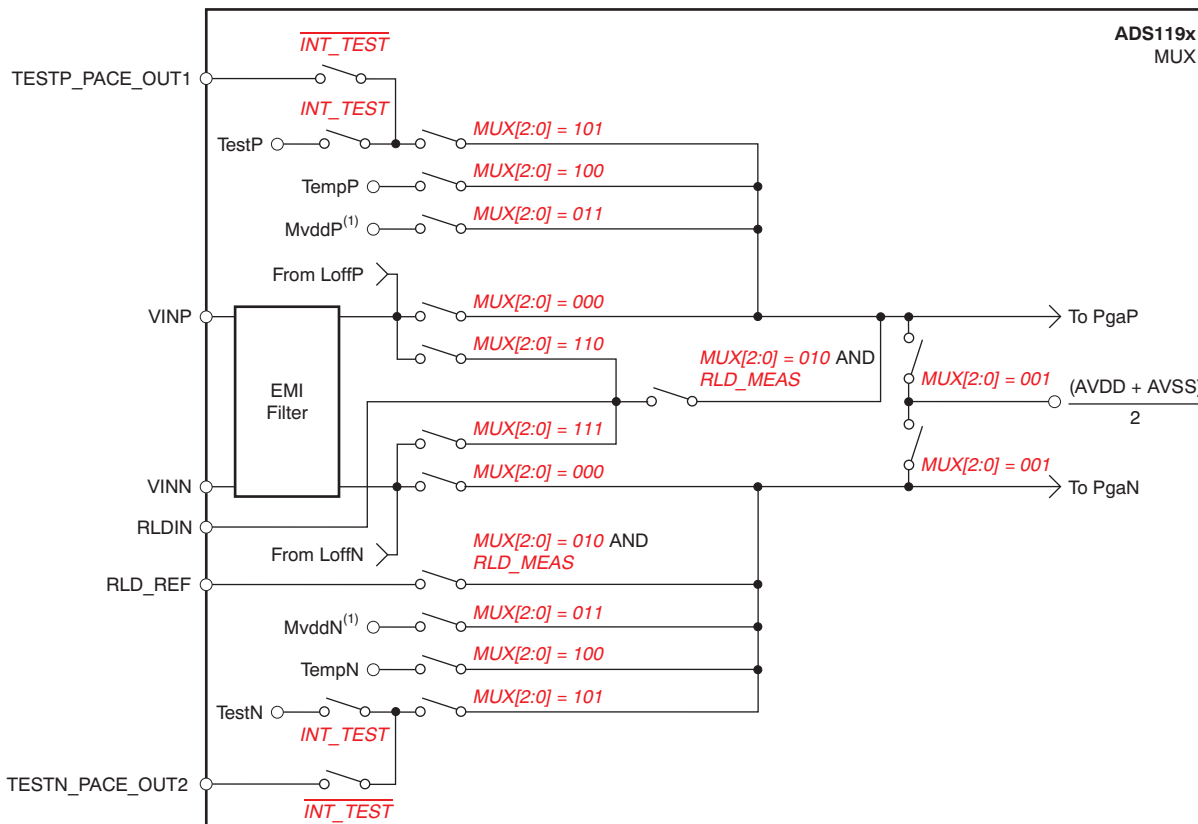 ADS119x
MUX
INT_TEST
TESTP_PACE_OUT1
INT_TEST
MUX[2:0] = 101
TestP
MUX[2:0] = 100
TempP
MUX[2:0] = 011
MvddP(1)
From LoffP
MUX[2:0] = 000
VINP
To PgaP
MUX[2:0] = 110
MUX[2:0] = 010 AND
RLD_MEAS
MUX[2:0] = 001
(AVDD + AVSS)
2
EMI
Filter
MUX[2:0] = 111
MUX[2:0] = 001
MUX[2:0] = 000
VINN
To PgaN
RLDIN
From LoffN
MUX[2:0] = 010 AND
RLD_MEAS
RLD_REF
MUX[2:0] = 011
MvddN(1)
MUX[2:0] = 100
TempN
MUX[2:0] = 101
TestN
INT_TEST
TESTN_PACE_OUT2
INT_TEST